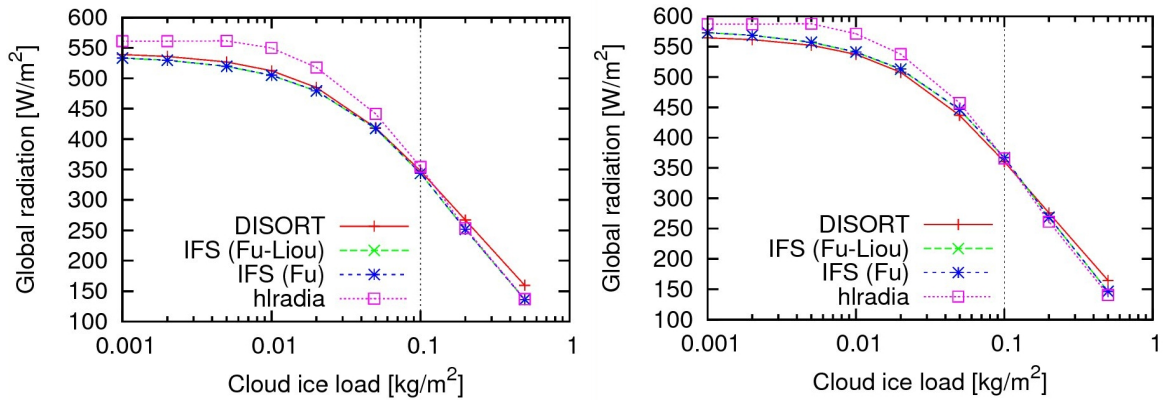 600
550
500
450
400
350
300
250
200
150
100
Global radiation [W/m²]
DISORT
IFS (Fu-Liou)
IFS (Fu)
hlradia
0.001 0.01 0.1 1
Cloud ice load [kg/m²]
600
550
500
450
400
350
300
250
200
150
100
Global radiation [W/m²]
DISORT
IFS (Fu-Liou)
IFS (Fu)
hlradia
0.001 0.01 0.1 1
Cloud ice load [kg/m²]